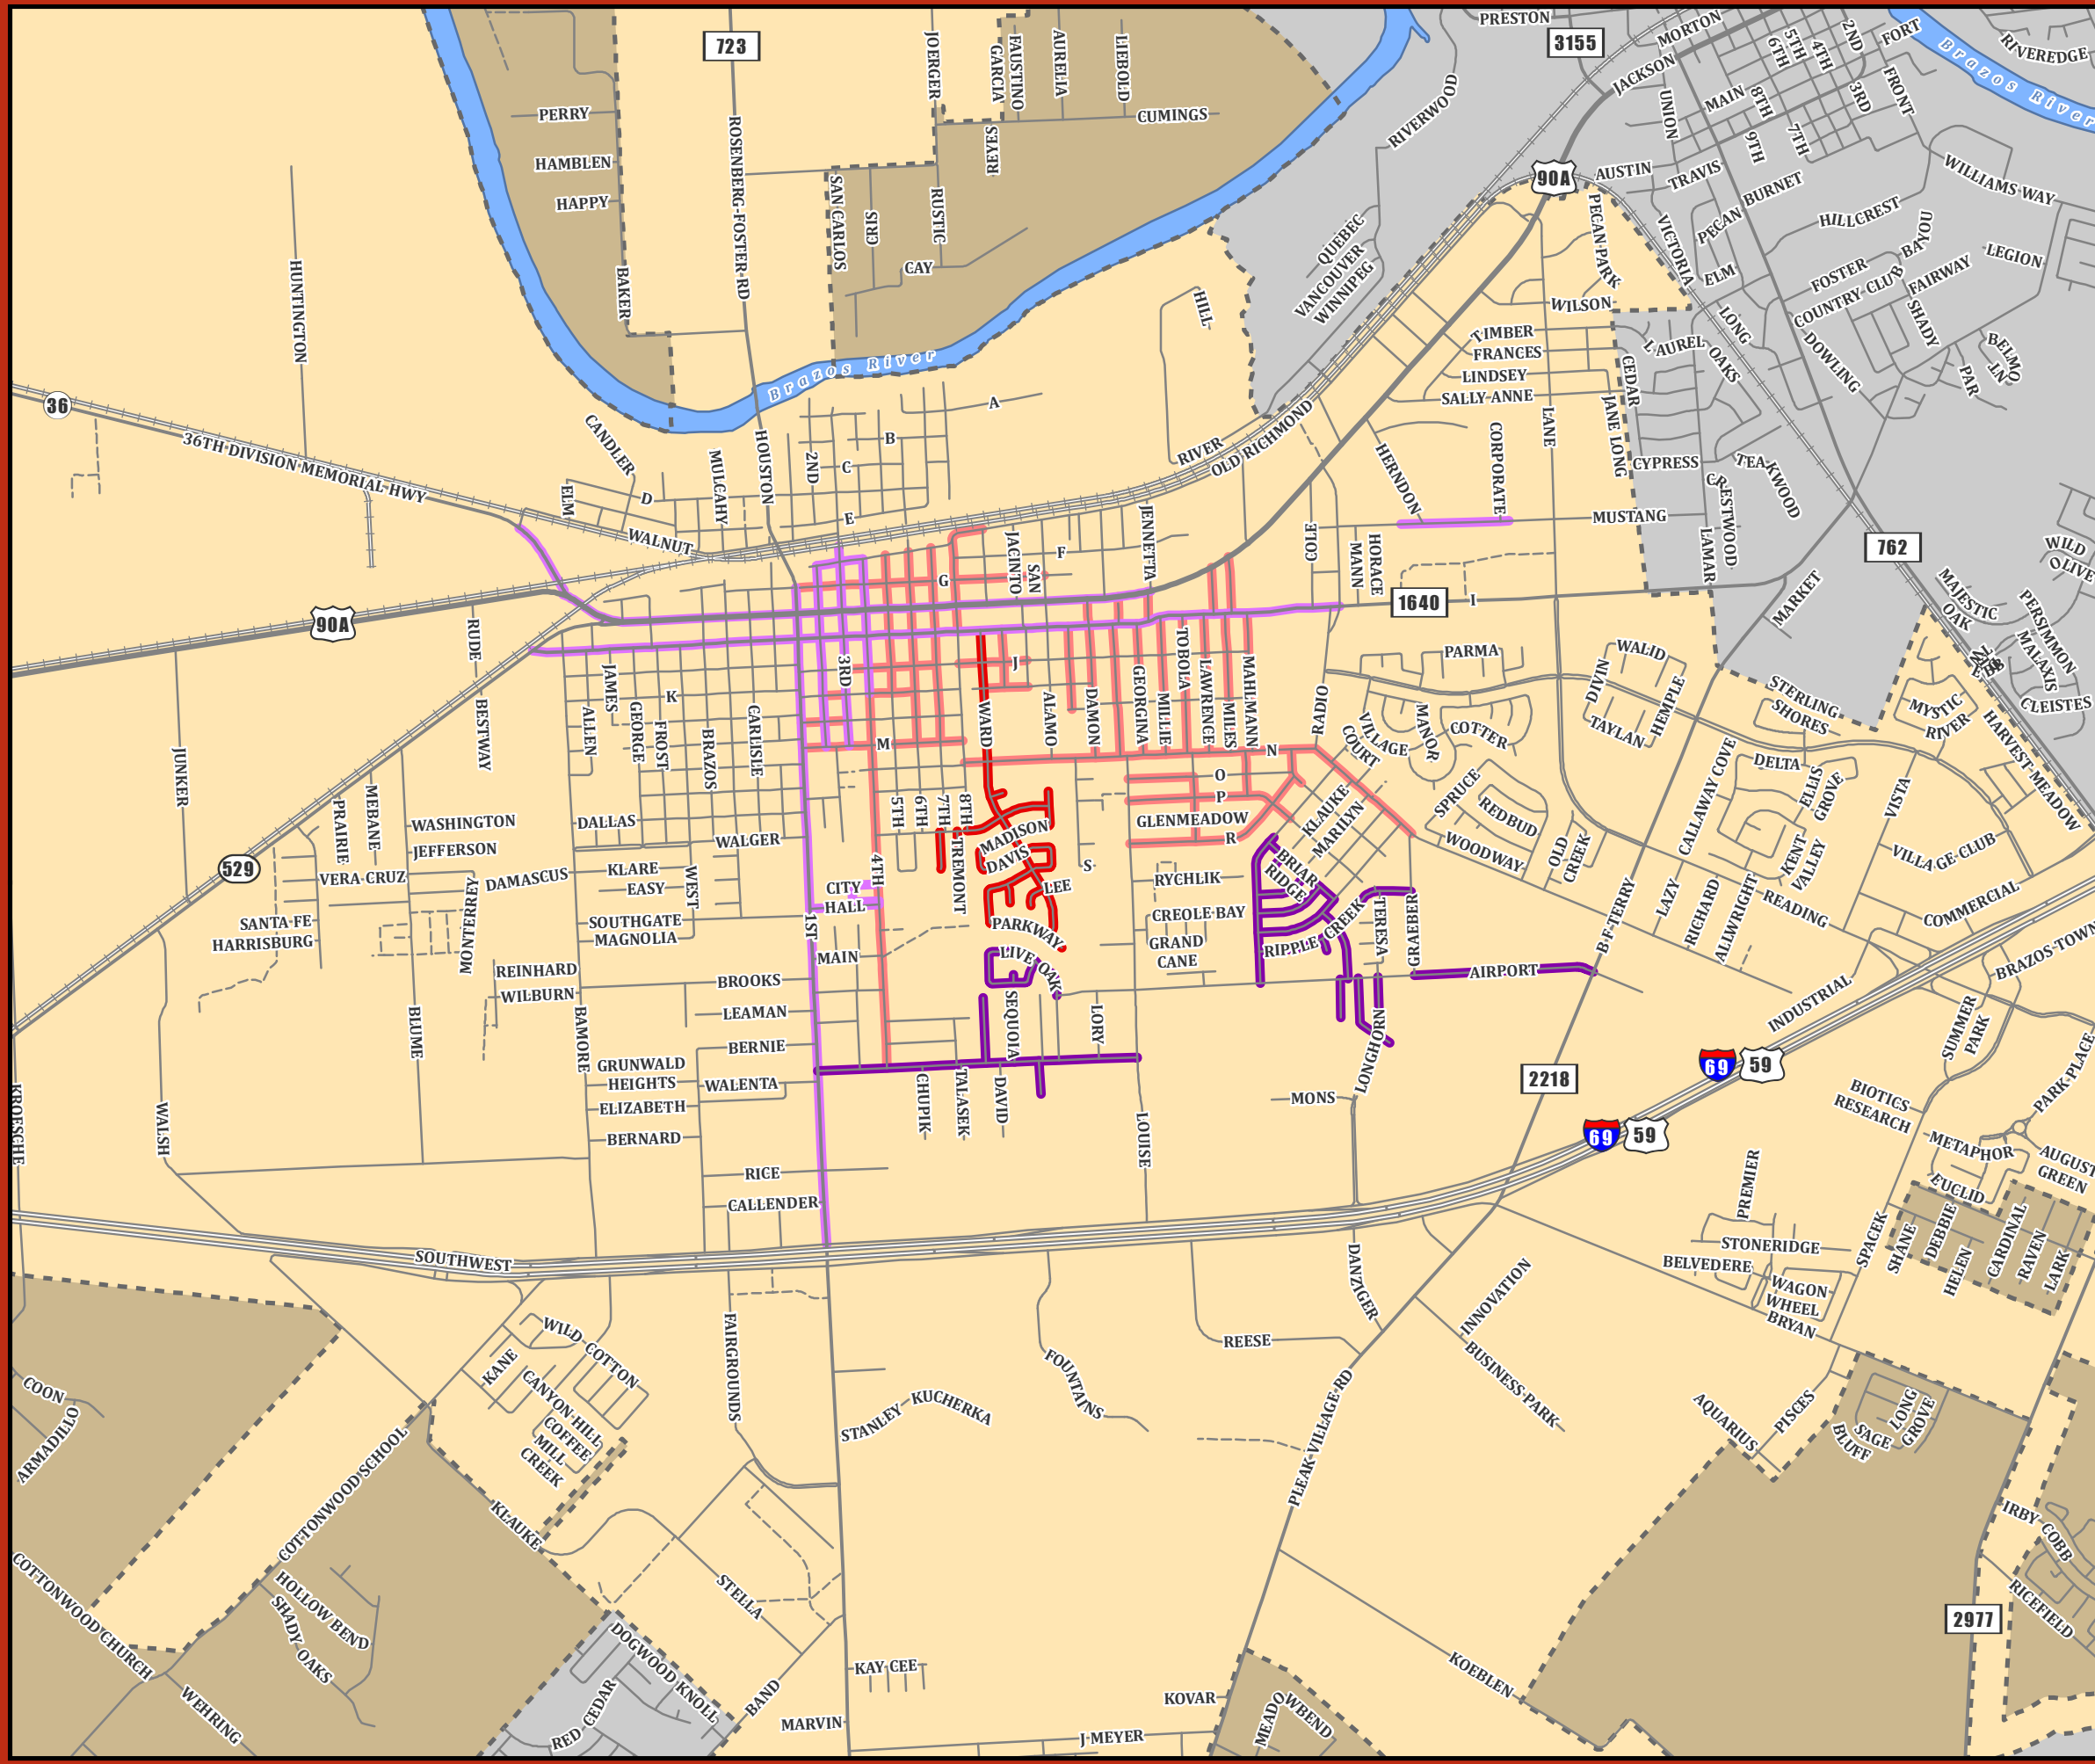 PRESTON
MORTON
3155
JACKSON
6TH
5TH
4TH
2ND
FORT
Brazos River
RIVEREDGE
723
JOERGER
GARCIA
FAUSTINO
AURELIA
LIEBOLD
CUMINGS
REYES
PERRY
HAMBLEN
HAPPY
BAKER
ROSENBERG-FOSTER RD
SAN CARLOS
GRIS
RUSTIC
CAY
RIVERWOOD
UNION
MAIN
8TH
9TH
7TH
3RD
FRONT
90A
AUSTIN
TRAVIS
BURNET
PECAN
WILLIAMS WAY
HILLCREST
PECAN PARK
VICTORIA
ELM
FOSTER
BAYOU
COUNTRY CLUB
FAIRWAY
LEGION
QUEBEC
VANCOUVER
WINNIPEG
WILSON
LONG
SHADY
HILL
HUNTINGTON
TIMBER
FRANCES
LINDSEY
SALLY ANNE
LAUREL
OAKS
CEDAR
DOWLING
BELMO
LN
PAR
36
36TH DIVISION MEMORIAL HWY
Brazos River
CANDLER
ELM
D
MULCAHY
HOUSTON
2ND
A
B
C
E
RIVER
OLD RICHMOND
HERNDON
CORPORATE
LANE
JANE LONG
CYPRESS
TEAKWOOD
CRESTWOOD
LAMAR
MUSTANG
762
WILD
OLIVE
WALNUT
F
G
JACINTO
SAN
JENNETTA
COLE
MANN
HORACE
1640
I
MARKET
MAJESTIC
OAK
PERSIMMON
MALAXIS
CLEISTES
90A
RUDE
BESTWAY
JUNKER
JAMES
K
ALLEN
GEORGE
FROST
BRAZOS
CARLISLE
3RD
J
M
WARD
ALAMO
DAMON
GEORGINA
MILLIE
TOBOLA
LAWRENCE
MILES
MAHLMANN
N
RADIO
PARMA
VILLAGE
COURT
MANOR
COTTER
DIVIN
WALID
TAYLAN
HEMPLE
STERLING
SHORES
MYSTIC
RIVER
HARVEST MEADOW
O
P
GLENMEADOW
R
KLAUKE
MARILYN
SPRUCE
REDBUD
WOODWAY
OLD
CREEK
CALLAWAY COVE
DELTA
ELLIS
GROVE
KENT
VALLEY
VISTA
VILLAGE CLUB
PRAIRIE
MEBANE
WASHINGTON
JEFFERSON
VERA CRUZ
529
DALLAS
WALGER
KLARE
EASY
DAMASCUS
WEST
5TH
6TH
7TH
8TH
4TH
TREMONT
MADISON
DAVIS
LEE
S
CITY
HALL
PARKWAY
RYCHLIK
CREOLE BAY
GRAND
CANE
BRIAR
RIDGE
RIPPLE CREEK
TERESA
GERBER
B F TERRY
LAZY
RICHARD
ALLWRIGHT
READING
COMMERCIAL
BRAZOS TOWN
SANTA FE
HARRISBURG
MONTERREY
SOUTHGATE
MAGNOLIA
REINHARD
WILBURN
BROOKS
LEAMAN
BERNIE
1ST
MAIN
LIVE OAK
SEQUOIA
LORY
AIRPORT
INDUSTRIAL
SUMMER
PARK
BLUME
BAMORE
GRUNWALD
HEIGHTS
WALENTA
ELIZABETH
BERNARD
CHUPIK
TALASEK
DAVID
LOUISE
LONGHORN
MONS
2218
69
59
69
59
BIOTICS
RESEARCH
PARK PLACE
METAPHOR
AUGUST
GREEN
EUCLID
KROESCHE
WALSH
RICE
CALLENDER
SOUTHWEST
PREMIER
STONERIDGE
BELVEDERE
WAGON
WHEEL
BRYAN
SPACEK
SHANE
DEBBIE
HELEN
CARDINAL
RAVEN
LARK
DANZIGER
REESE
INNOVATION
BUSINESS PARK
FAIRGROUNDS
WILD COTTON
KANE
CANYON HILL
COFFEE
MILL
CREEK
COON
ARMADILLO
STANLEY
KUCHERKA
FOUNTAINS
PLEAK VILLAGE RD
AQUARIUS
PISCES
LONG
GROVE
SAGE
BLUFF
COTTONWOOD SCHOOL
KLAUKE
IRBY COBB
RICEFIELD
2977
COTTONWOOD CHURCH
HOLLOW BEND
SHADY OAKS
WEHRING
STELLA
DOGWOOD KNOLL
RED CEDAR
BAND
KAY CEE
MARVIN
KOVAR
J MEYER
MEADOWBEND
KOEBLEN